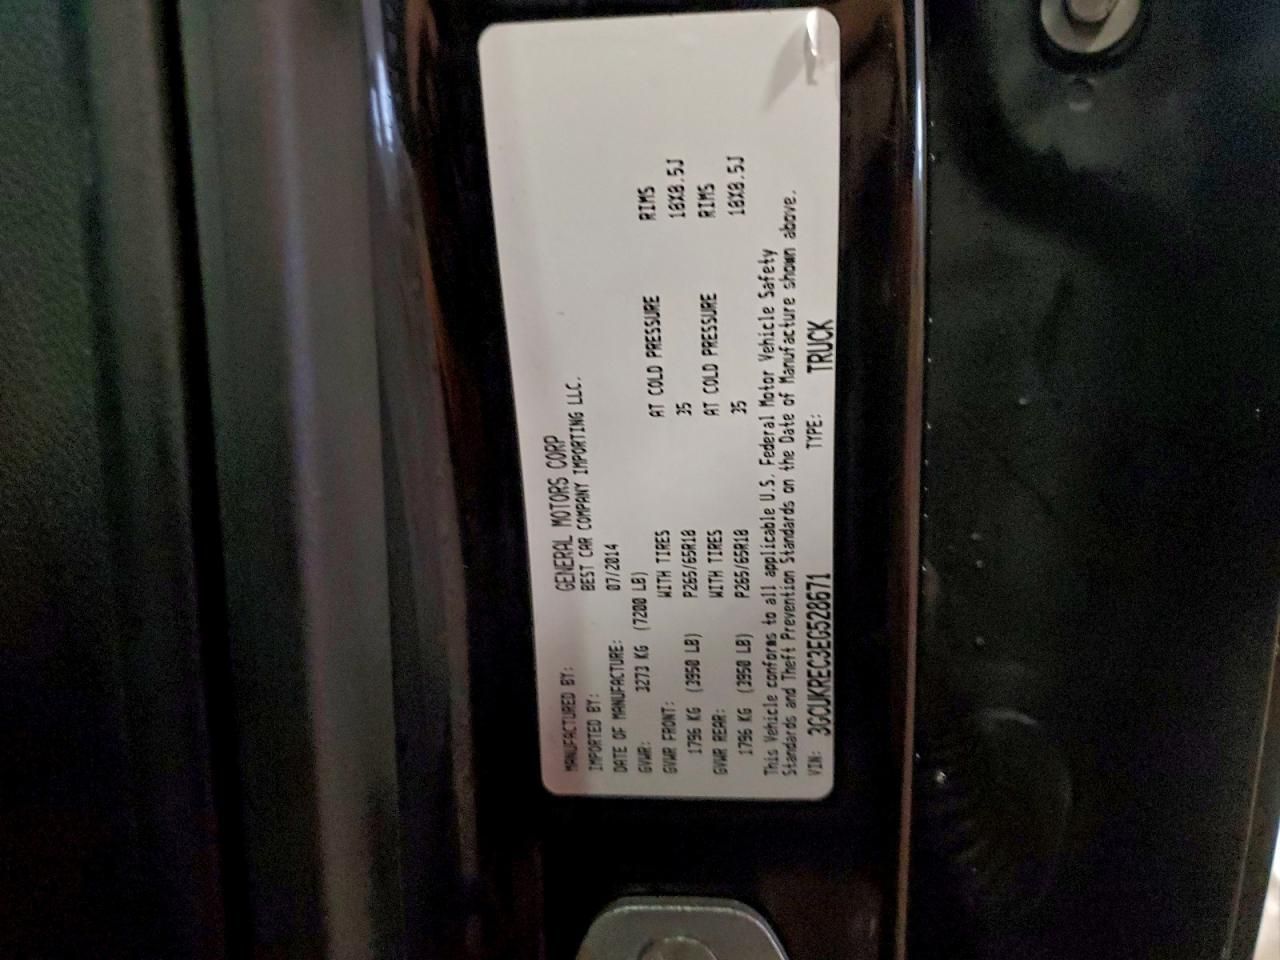 MANUFACTURED BY: GENERAL MOTORS CORP
IMPORTED BY: BEST CAR COMPANY IMPORTING LLC.
DATE OF MANUFACTURE: 07/2014
GVWR: 3273 KG (7200 LB)
GVWR FRONT: WITH TIRES AT COLD PRESSURE RIMS
1796 KG (3950 LB) P265/65R18 35 18X8.5J
GVWR REAR: WITH TIRES AT COLD PRESSURE RIMS
1796 KG (3950 LB) P265/65R18 35 18X8.5J
This Vehicle conforms to all applicable U.S. Federal Motor Vehicle Safety
Standards and Theft Prevention Standards on the Date of Manufacture shown above.
VIN: 3GCUKREC3EG528671 TYPE: TRUCK